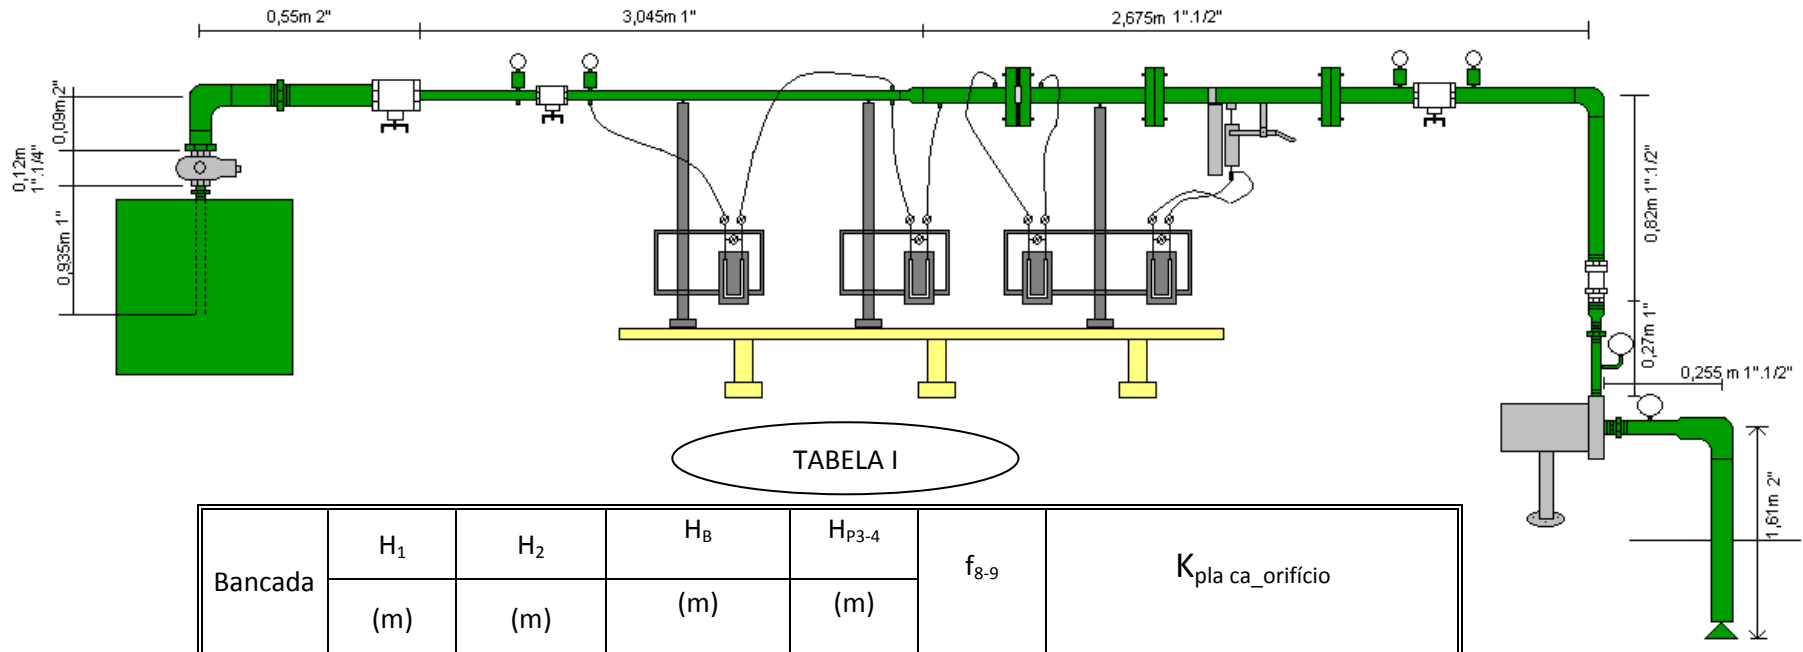 0,55m 2"
3,045m 1"
2,675m 1".1/2"
0,09m 2"
0,12m
1".1/4"
0,935m 1"
0,82m 1".1/2"
0,27m 1"
0,255 m 1".1/2"
1,61m 2"
TABELA I
Bancada
H1
(m)
H2
(m)
HB
(m)
HP3-4
(m)
f8-9
Kpla ca_orifício